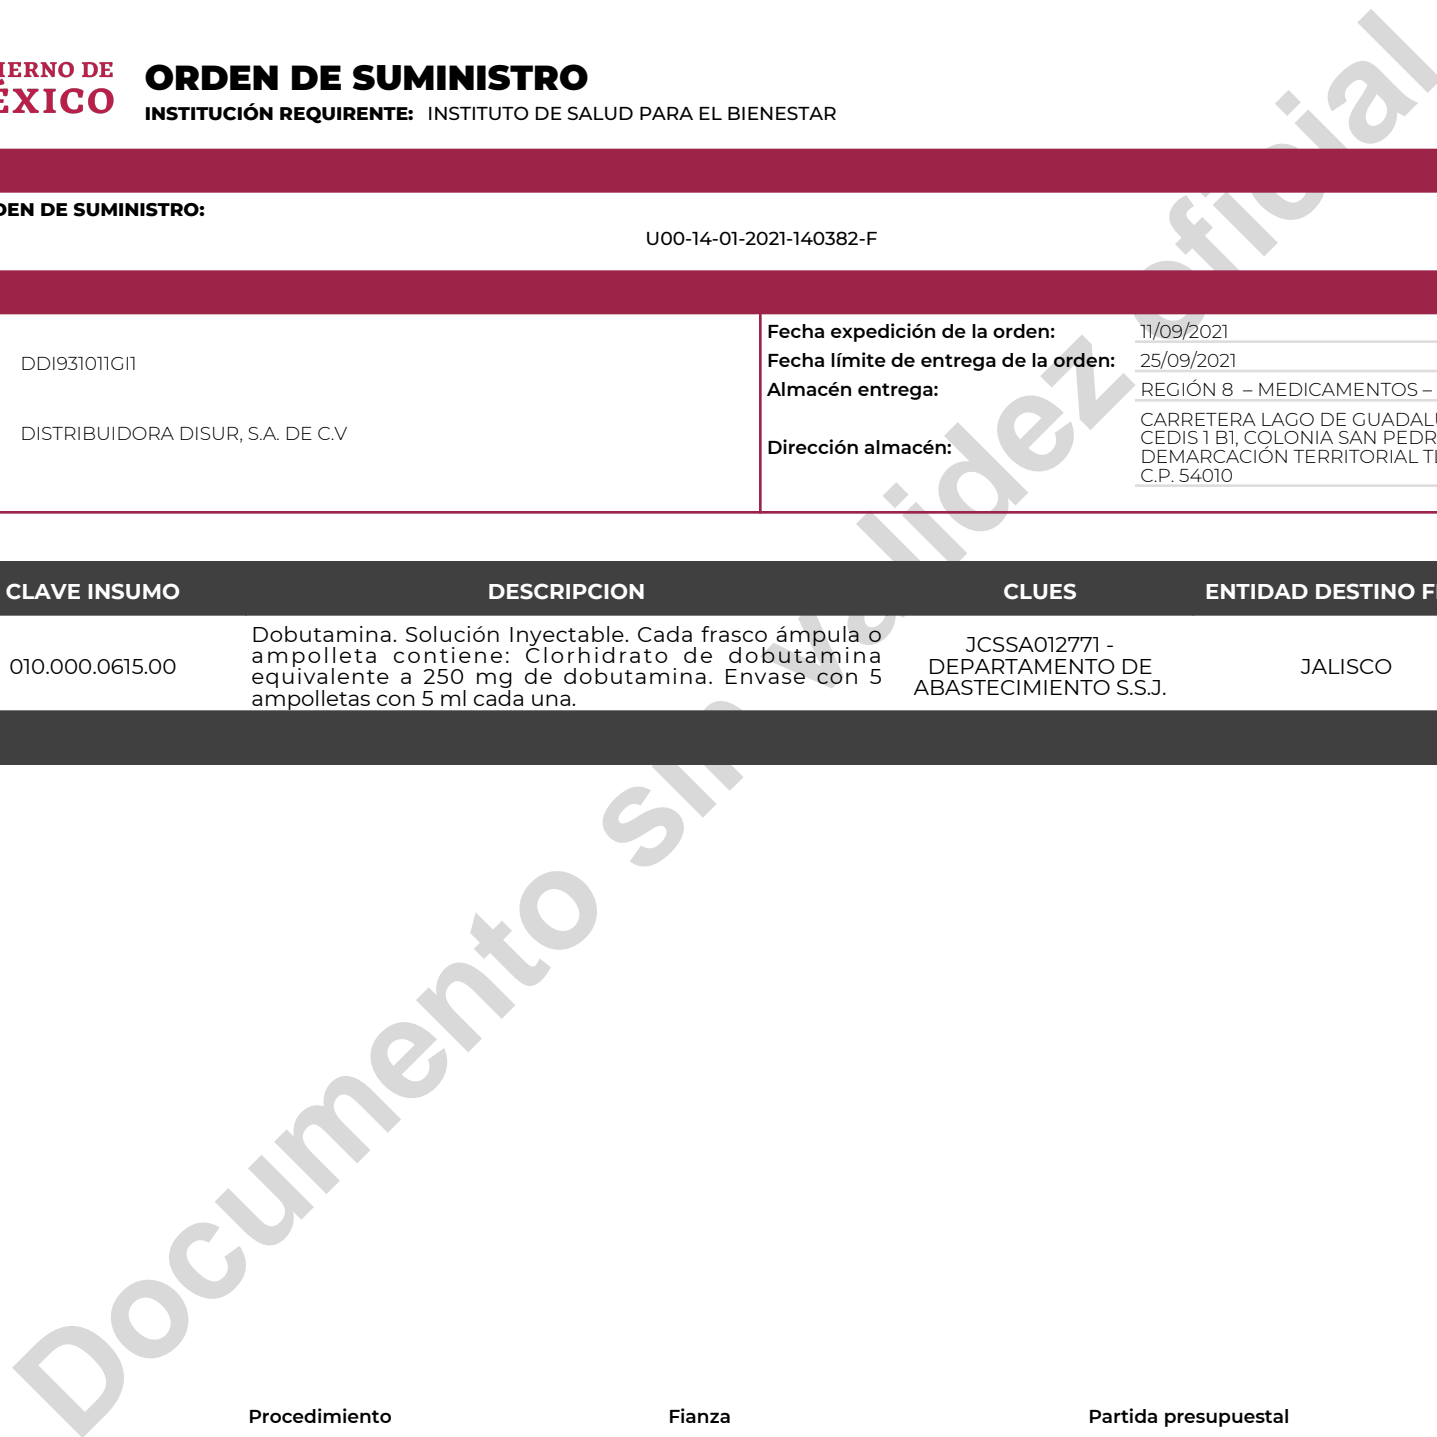 IERNO DE
ÉXICO
ORDEN DE SUMINISTRO
INSTITUCIÓN REQUIRENTE: INSTITUTO DE SALUD PARA EL BIENESTAR
DEN DE SUMINISTRO:
U00-14-01-2021-140382-F
DDI931011GI1
DISTRIBUIDORA DISUR, S.A. DE C.V
Fecha expedición de la orden: 11/09/2021
Fecha límite de entrega de la orden: 25/09/2021
Almacén entrega: REGIÓN 8 – MEDICAMENTOS –
Dirección almacén:
CARRETERA LAGO DE GUADALU
CEDIS 1 B1, COLONIA SAN PEDR
DEMARCACIÓN TERRITORIAL TL
C.P. 54010
CLAVE INSUMO DESCRIPCION CLUES ENTIDAD DESTINO F
010.000.0615.00
Dobutamina. Solución Inyectable. Cada frasco ámpula o
ampolleta contiene: Clorhidrato de dobutamina
equivalente a 250 mg de dobutamina. Envase con 5
ampolletas con 5 ml cada una.
JCSSA012771 -
DEPARTAMENTO DE
ABASTECIMIENTO S.S.J.
JALISCO
Documento sin validez oficial
Procedimiento Fianza Partida presupuestal